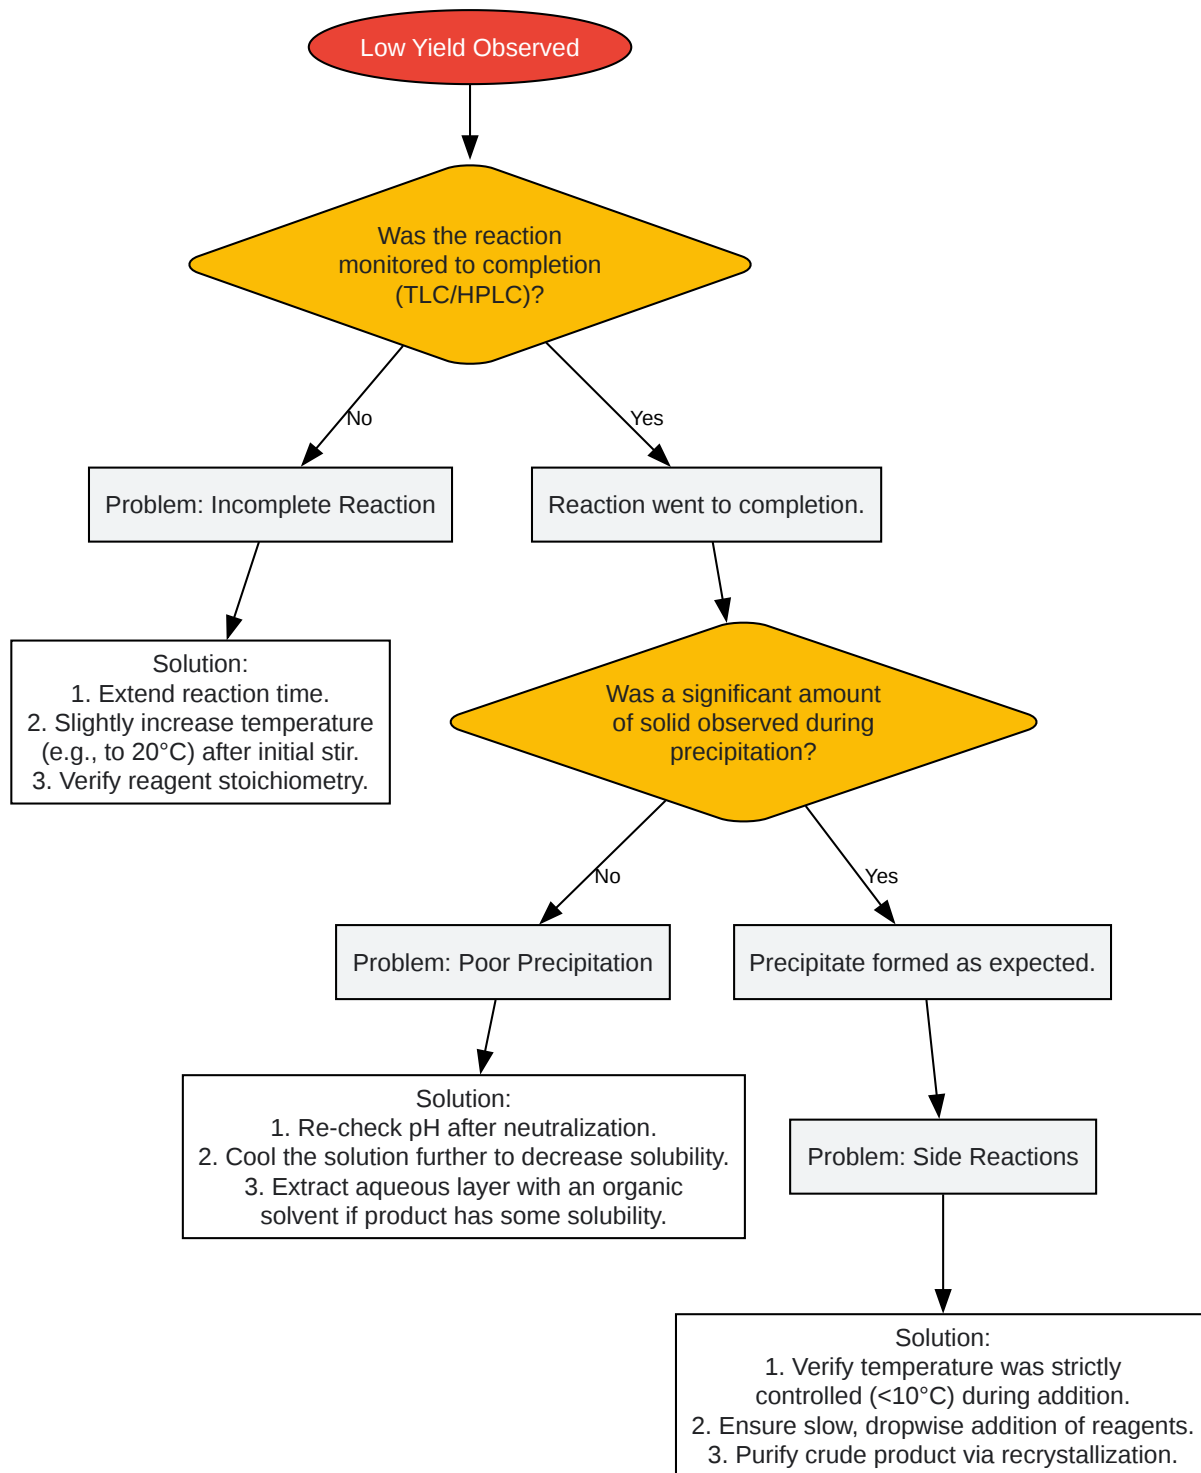 Low Yield Observed
Was the reaction
monitored to completion
(TLC/HPLC)?
No
Yes
Problem: Incomplete Reaction
Reaction went to completion.
Solution:
1. Extend reaction time.
2. Slightly increase temperature
(e.g., to 20°C) after initial stir.
3. Verify reagent stoichiometry.
Was a significant amount
of solid observed during
precipitation?
No
Yes
Problem: Poor Precipitation
Precipitate formed as expected.
Solution:
1. Re-check pH after neutralization.
2. Cool the solution further to decrease solubility.
3. Extract aqueous layer with an organic
solvent if product has some solubility.
Problem: Side Reactions
Solution:
1. Verify temperature was strictly
controlled (<10°C) during addition.
2. Ensure slow, dropwise addition of reagents.
3. Purify crude product via recrystallization.